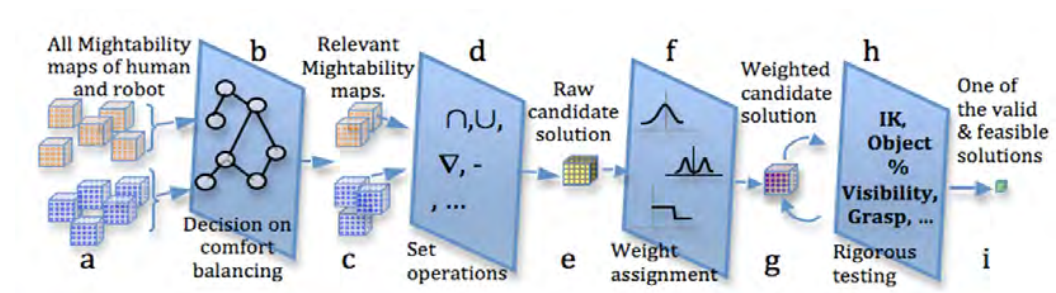 All Mightability
maps of human
and robot
a
b
Decision on
comfort
balancing
Relevant
Mightability
maps.
c
d
∩,∪,
∇, -
, ...
Set
operations
Raw
candidate
solution
e
f
Weight
assignment
Weighted
candidate
solution
g
h
IK,
Object
%
Visibility,
Grasp, ...
Rigorous
testing
One of
the valid
& feasible
solutions
i